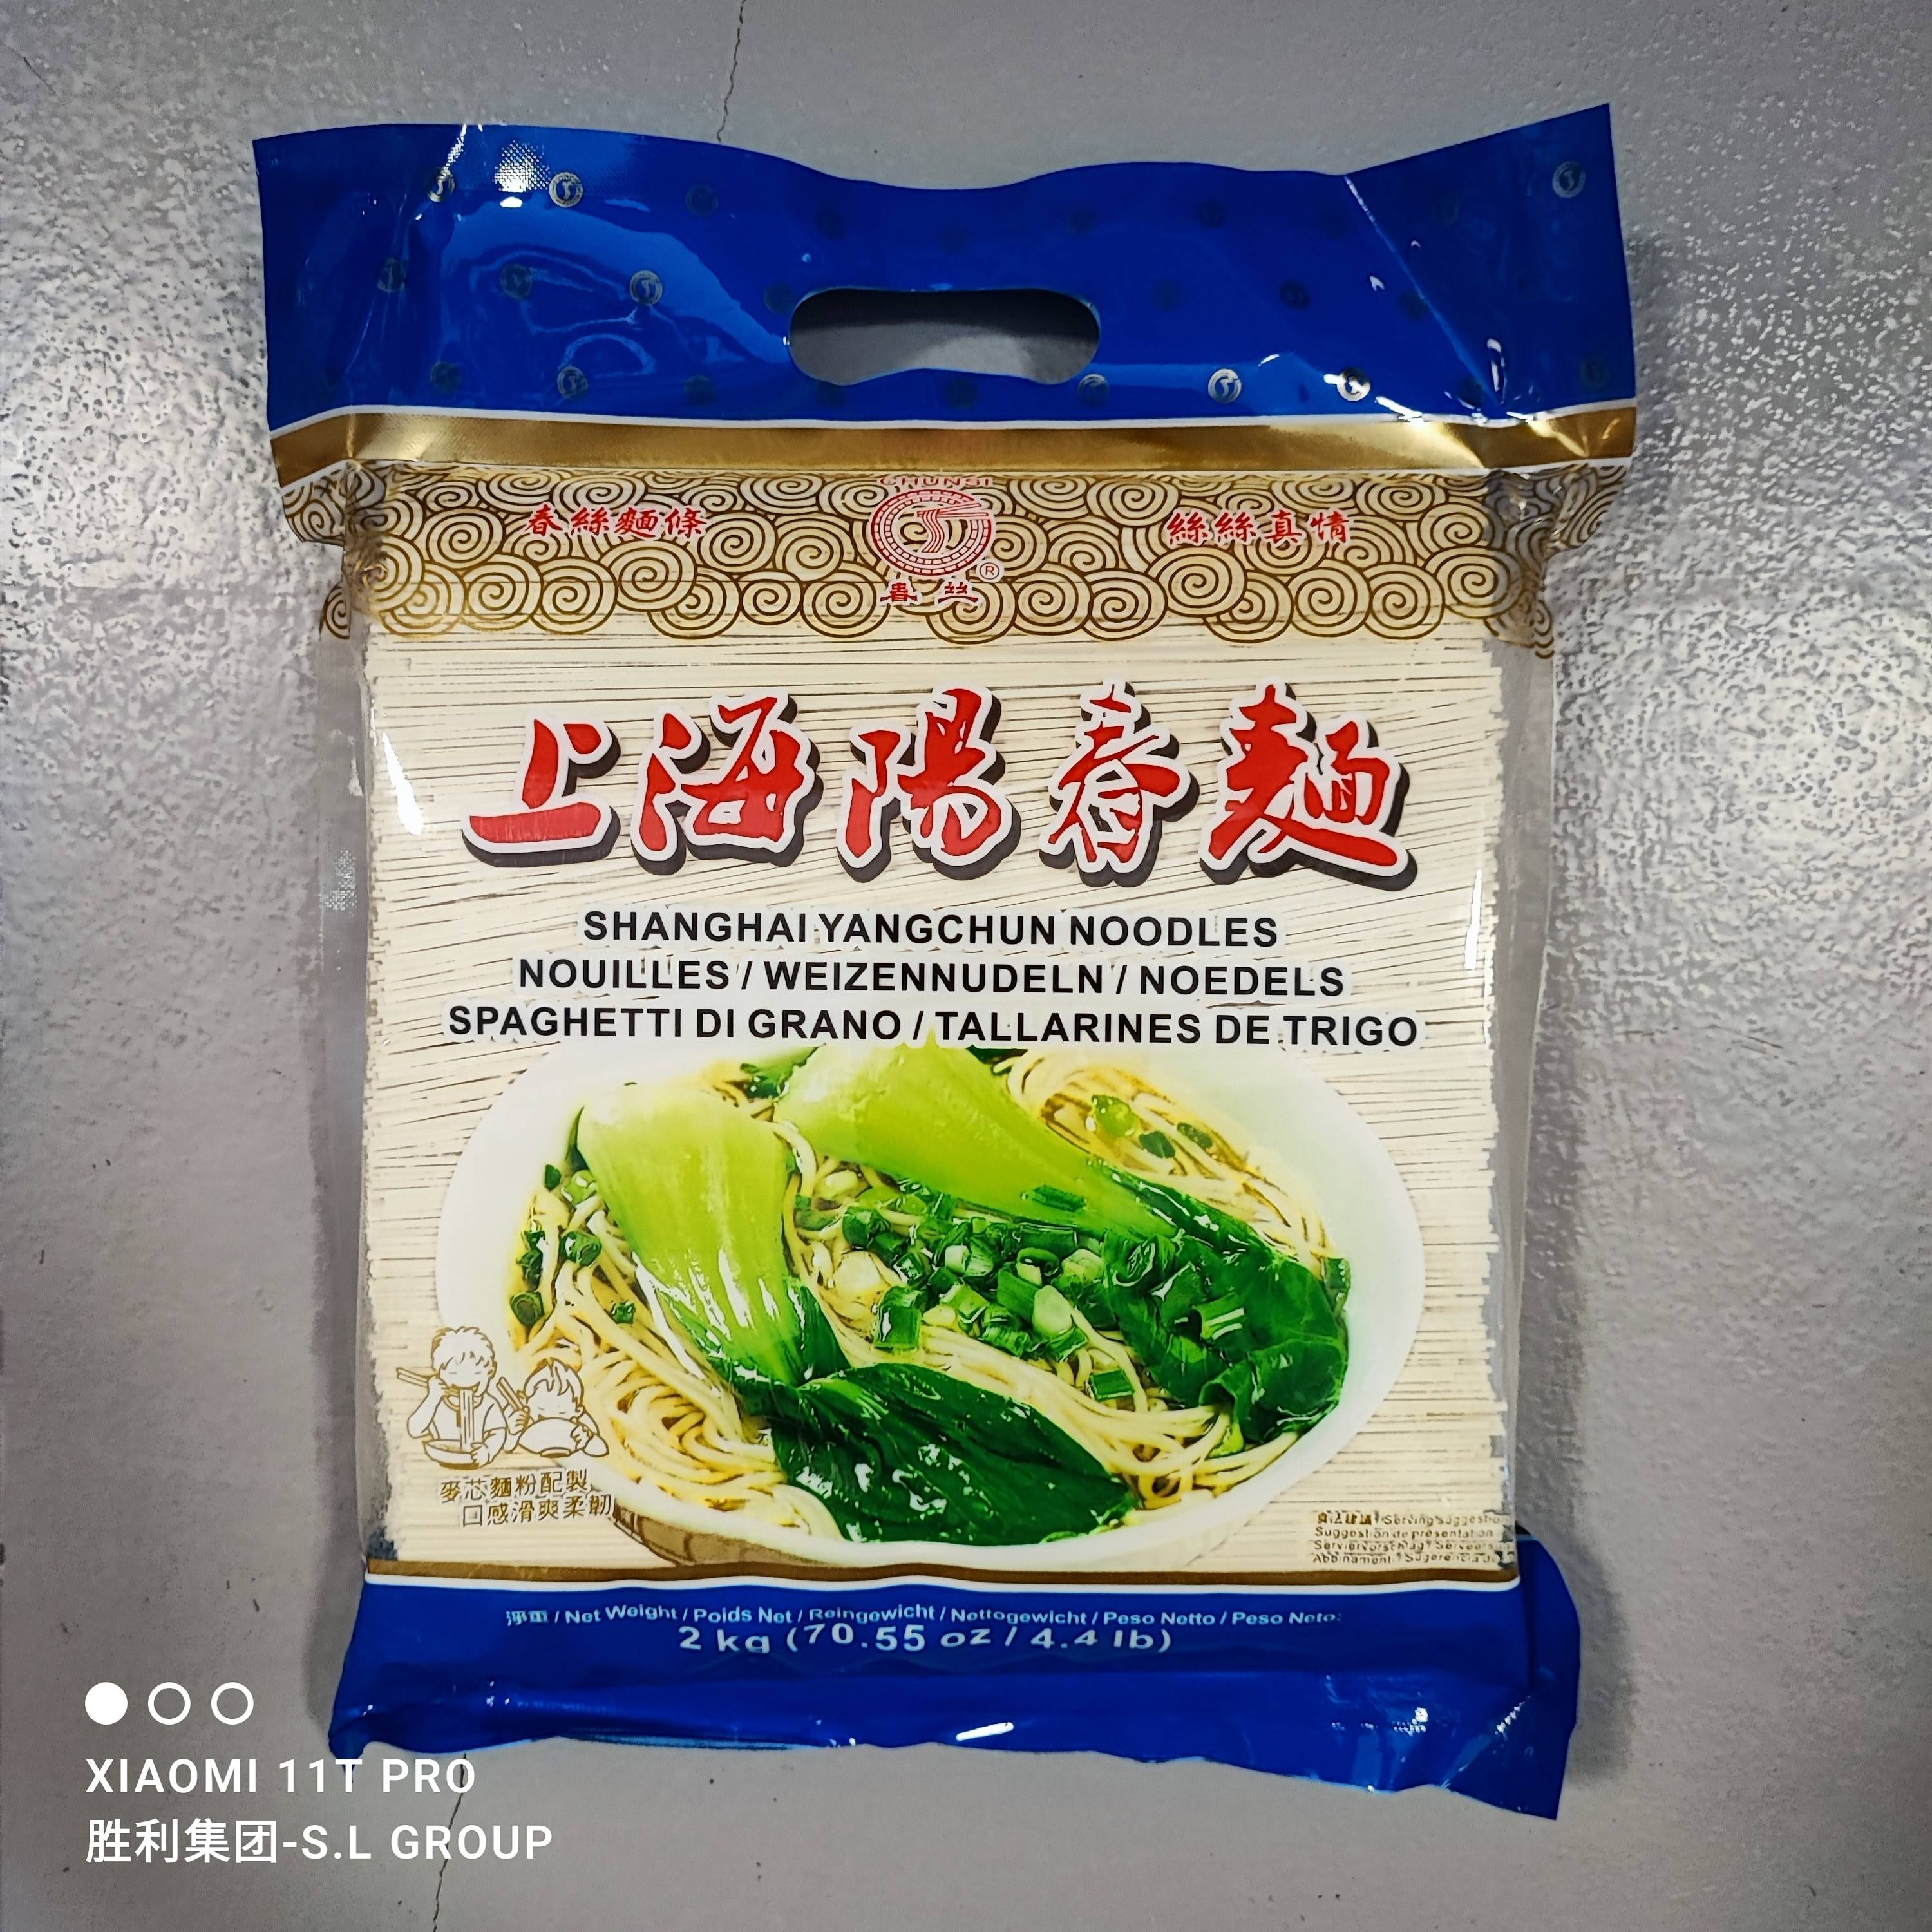 CHUNSI
春絲麵條
絲絲真情
®
春丝
上海陽春麵
SHANGHAI YANGCHUN NOODLES
NOUILLES / WEIZENNUDELN / NOEDELS
SPAGHETTI DI GRANO / TALLARINES DE TRIGO
麥芯麵粉配製
口感滑爽柔韌
食法建議 / Serving suggestion
Suggestion de présentation
Serviervorschlag
Abbinamento
淨重 / Net Weight / Poids Net / Reingewicht / Nettogewicht / Peso Netto / Peso Neto:
2 kg (70.55 oz / 4.4 lb)
XIAOMI 11T PRO
胜利集团-S.L GROUP